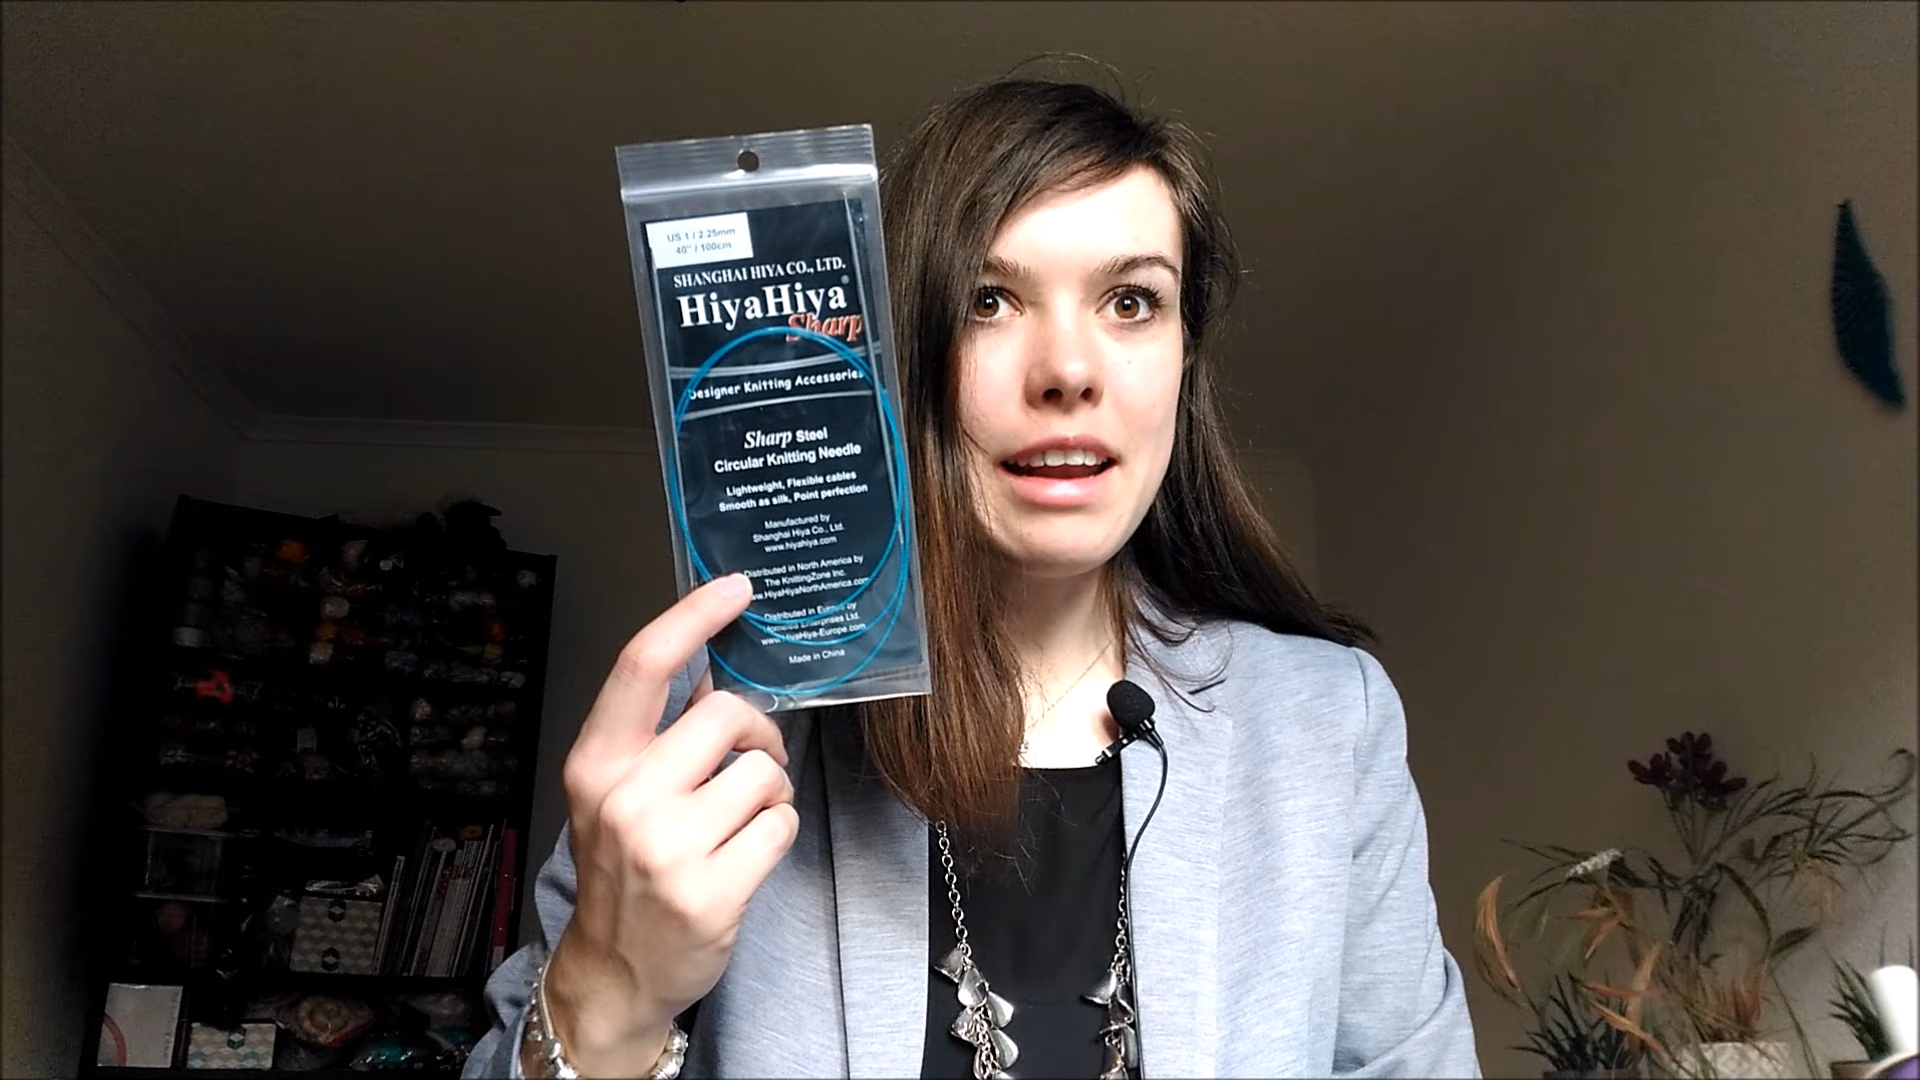 US 1 / 2.25mm
40" / 100cm
SHANGHAI HIYA CO., LTD.
HiyaHiya®
Sharp
Designer Knitting Accessories
Sharp Steel
Circular Knitting Needle
Lightweight, Flexible cables
Smooth as silk, Point perfection
Manufactured by
Shanghai Hiya Co., Ltd.
www.hiyahiya.com
Distributed in North America by
The KnittingZone Inc.
www.HiyaHiyaNorthAmerica.com
Distributed in Europe by
Homelea Enterprises Ltd.
www.HiyaHiya-Europe.com
Made in China